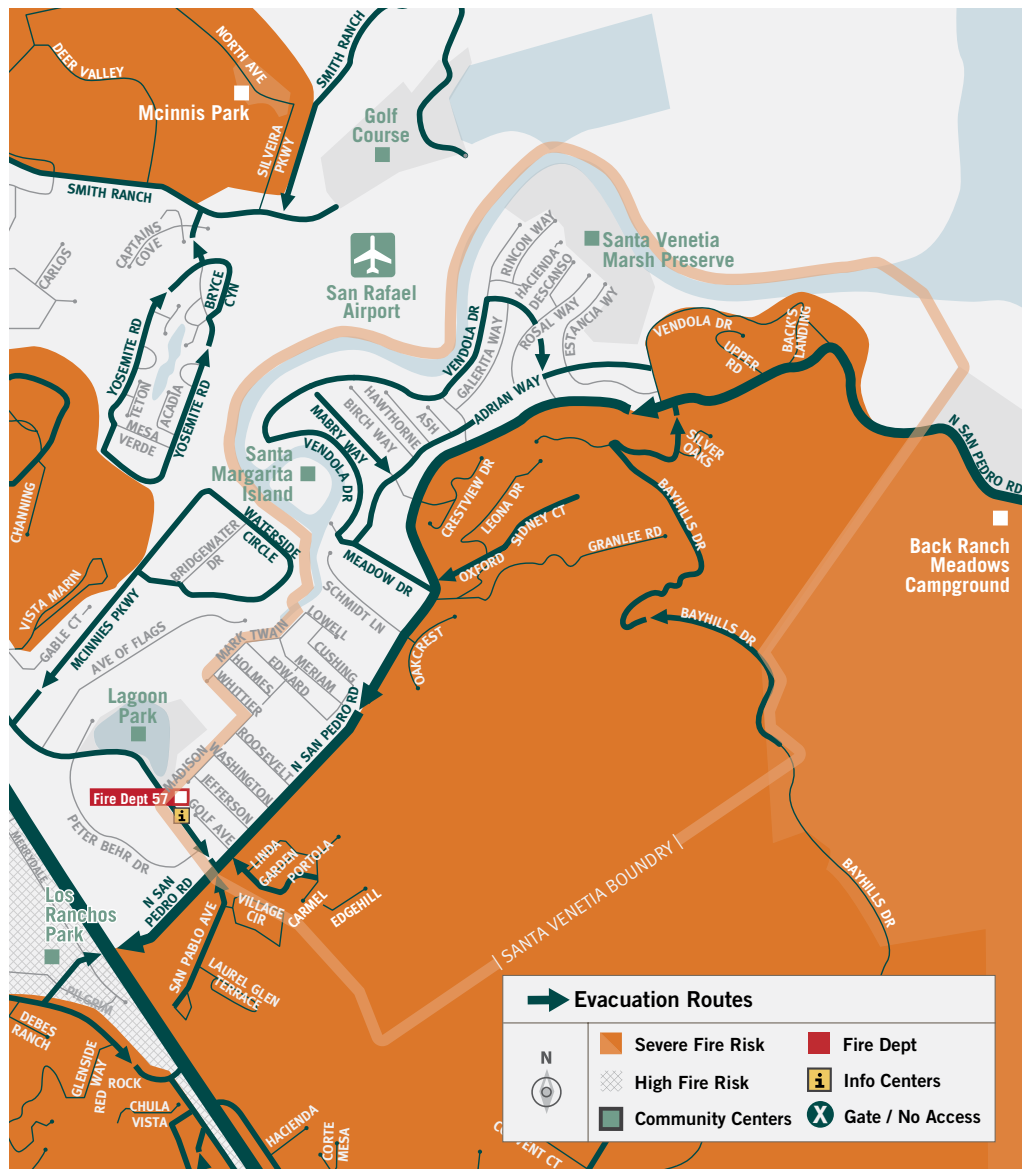 DEER VALLEY
NORTH AVE
SMITH RANCH
SMITH RANCH
Mcinnis Park
SILVEIRA
PKWY
Golf
Course
SMITH RANCH
CAPTAINS
COVE
CARLOS
San Rafael
Airport
RINCON WAY
HACIENDA
DESCANSO
Santa Venetia
Marsh Preserve
BRYCE
CYN
YOSEMITE RD
TETON
ACADIA
MESA
VERDE
YOSEMITE RD
VENDOLA DR
GALERITA WAY
ROSAL WAY
ESTANCIA WY
VENDOLA DR
UPPER
RD
BACK'S
LANDING
ADRIAN WAY
HAWTHORNE
BIRCH WAY
ASH
MABRY WAY
VENDOLA DR
Santa
Margarita
Island
N SAN PEDRO RD
SILVER
OAKS
CHANNING
CRESTVIEW DR
LEONA DR
SIDNEY CT
OXFORD
GRANLEE RD
BAYHILLS DR
Back Ranch
Meadows
Campground
WATERSIDE
CIRCLE
BRIDGEWATER
DR
MEADOW DR
VISTA MARIN
GABLE CT
MCINNIES PKWY
AVE OF FLAGS
SCHMIDT LN
LOWELL
MARK TWAIN
CUSHING
MERIAM
EDWARD
HOLMES
WHITTIER
OAKCREST
BAYHILLS DR
Lagoon
Park
N SAN PEDRO RD
ROOSEVELT
WASHINGTON
MADISON
JEFFERSON
GOLF AVE
Fire Dept 57
i
PETER BEHR DR
MERRYDALE
LINDA
GARDEN
PORTOLA
CARMEL
EDGEHILL
N SAN
PEDRO RD
VILLAGE
CIR
SAN PABLO AVE
LAUREL GLEN
TERRACE
Los
Ranchos
Park
PILGRIM
BAYHILLS DR
| SANTA VENETIA BOUNDRY |
DEBES
RANCH
GLENSIDE
RED WAY
ROCK
CHULA
VISTA
HACIENDA
CORTE
MESA
Evacuation Routes
N
Severe Fire Risk
High Fire Risk
Community Centers
Fire Dept
i Info Centers
X Gate / No Access